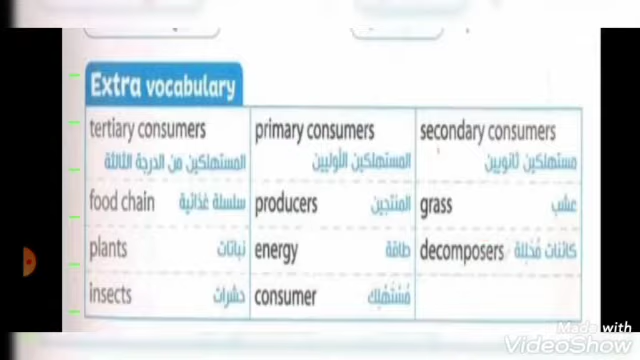 Extra vocabulary
tertiary consumers primary consumers secondary consumers
المستهلكين من الدرجة الثالثة المستهلكين الأوليين مستهلكين ثانويين
food chain سلسلة غذائية producers المنتجين grass عشب
plants نباتات energy طاقة decomposers كائنات مُحللة
insects حشرات consumer مُسْتَهْلِك
Made with
VideoShow